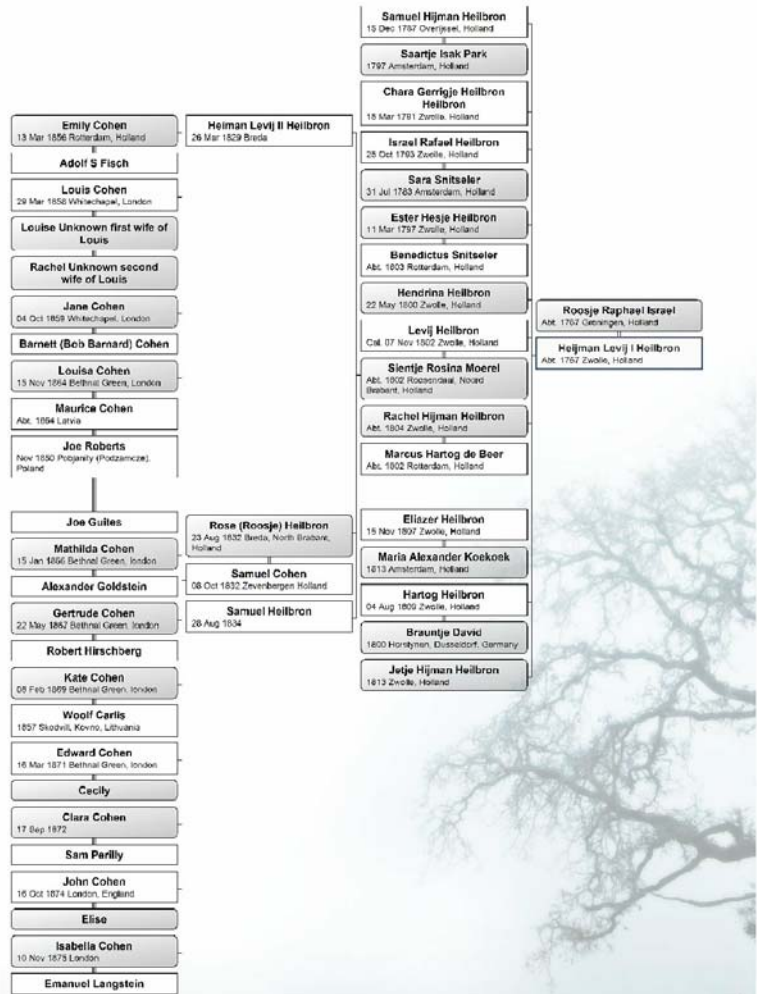 Samuel Hijman Heilbron
15 Dec 1787 Overijssel, Holland
Saartje Isak Park
1797 Amsterdam, Holland
Chara Gerrigje Heilbron
Heilbron
18 Mar 1791 Zwolle, Holland
Israel Rafael Heilbron
25 Oct 1793 Zwolle, Holland
Sara Snitseler
31 Jul 1783 Amsterdam, Holland
Ester Hesje Heilbron
11 Mar 1797 Zwolle, Holland
Benedictus Snitseler
Abt. 1803 Rotterdam, Holland
Hendrina Heilbron
22 May 1800 Zwolle, Holland
Levij Heilbron
Cal. 07 Nov 1802 Zwolle, Holland
Sientje Rosina Moerel
Abt. 1802 Roosendaal, Noord
Brabant, Holland
Rachel Hijman Heilbron
Abt. 1804 Zwolle, Holland
Marcus Hartog de Beer
Abt. 1802 Rotterdam, Holland
Eliazer Heilbron
15 Nov 1807 Zwolle, Holland
Maria Alexander Koekoek
1813 Amsterdam, Holland
Hartog Heilbron
04 Aug 1809 Zwolle, Holland
Brauntje David
1800 Horstynen, Dusseldorf, Germany
Jetje Hijman Heilbron
1813 Zwolle, Holland
Emily Cohen
13 Mar 1856 Rotterdam, Holland
Adolf S Fisch
Louis Cohen
29 Mar 1858 Whitechapel, London
Louise Unknown first wife of
Louis
Rachel Unknown second
wife of Louis
Jane Cohen
04 Oct 1859 Whitechapel, London
Barnett (Bob Barnard) Cohen
Louisa Cohen
15 Nov 1864 Bethnal Green, London
Maurice Cohen
Abt. 1864 Latvia
Joe Roberts
Nov 1850 Pobjanity (Podzamcze),
Poland
Joe Guites
Mathilda Cohen
15 Jan 1866 Bethnal Green, london
Alexander Goldstein
Gertrude Cohen
22 May 1867 Bethnal Green, london
Robert Hirschberg
Kate Cohen
08 Feb 1869 Bethnal Green, london
Woolf Carlis
1857 Skodvill, Kovno, Lithuania
Edward Cohen
16 Mar 1871 Bethnal Green, london
Cecily
Clara Cohen
17 Sep 1872
Sam Perilly
John Cohen
16 Oct 1874 London, England
Elise
Isabella Cohen
10 Nov 1875 London
Emanuel Langstein
Heiman Levij II Heilbron
26 Mar 1829 Breda
Rose (Roosje) Heilbron
23 Aug 1832 Breda, North Brabant,
Holland
Samuel Cohen
08 Oct 1832 Zevenbergen Holland
Samuel Heilbron
28 Aug 1834
Roosje Raphael Israel
Abt. 1767 Groningen, Holland
Heijman Levij I Heilbron
Abt. 1767 Zwolle, Holland